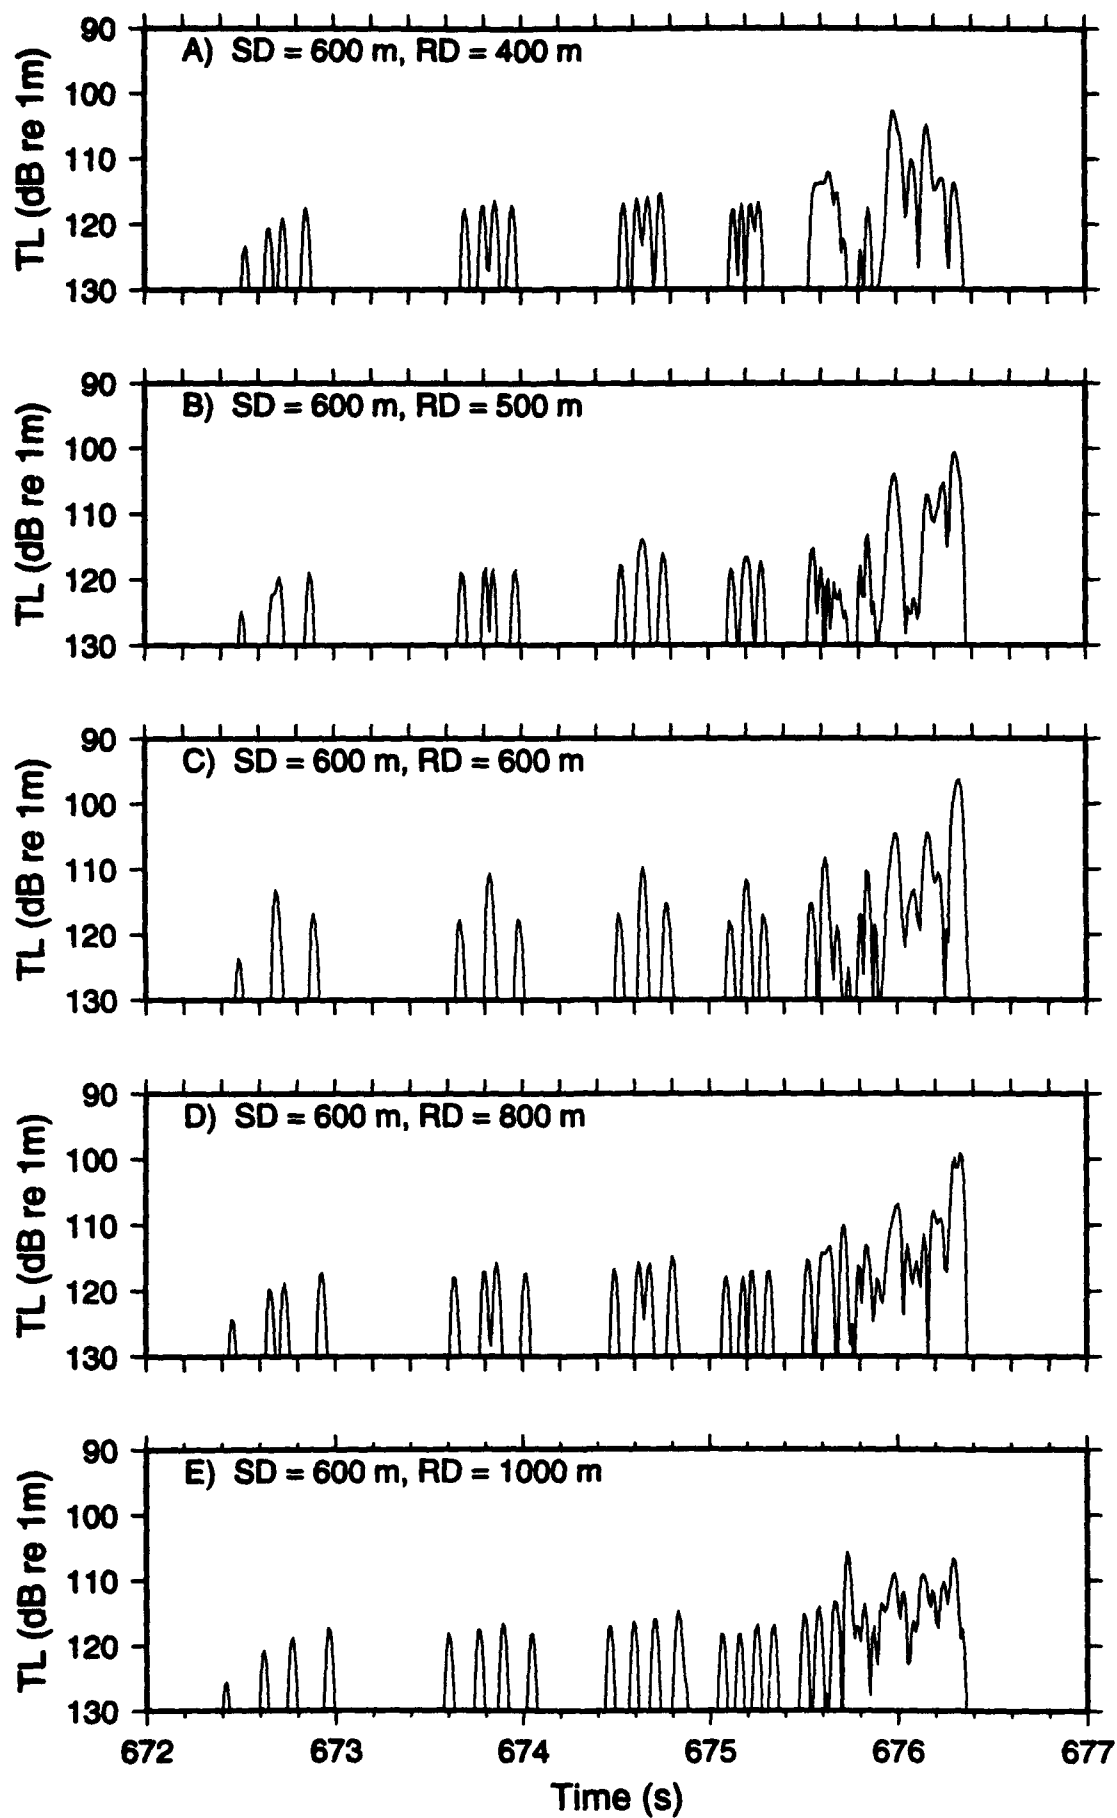 A) SD = 600 m, RD = 400 m
TL (dB re 1m)
90
100
110
120
130
B) SD = 600 m, RD = 500 m
TL (dB re 1m)
90
100
110
120
130
C) SD = 600 m, RD = 600 m
TL (dB re 1m)
90
100
110
120
130
D) SD = 600 m, RD = 800 m
TL (dB re 1m)
90
100
110
120
130
E) SD = 600 m, RD = 1000 m
TL (dB re 1m)
90
100
110
120
130
672 673 674 675 676 677
Time (s)